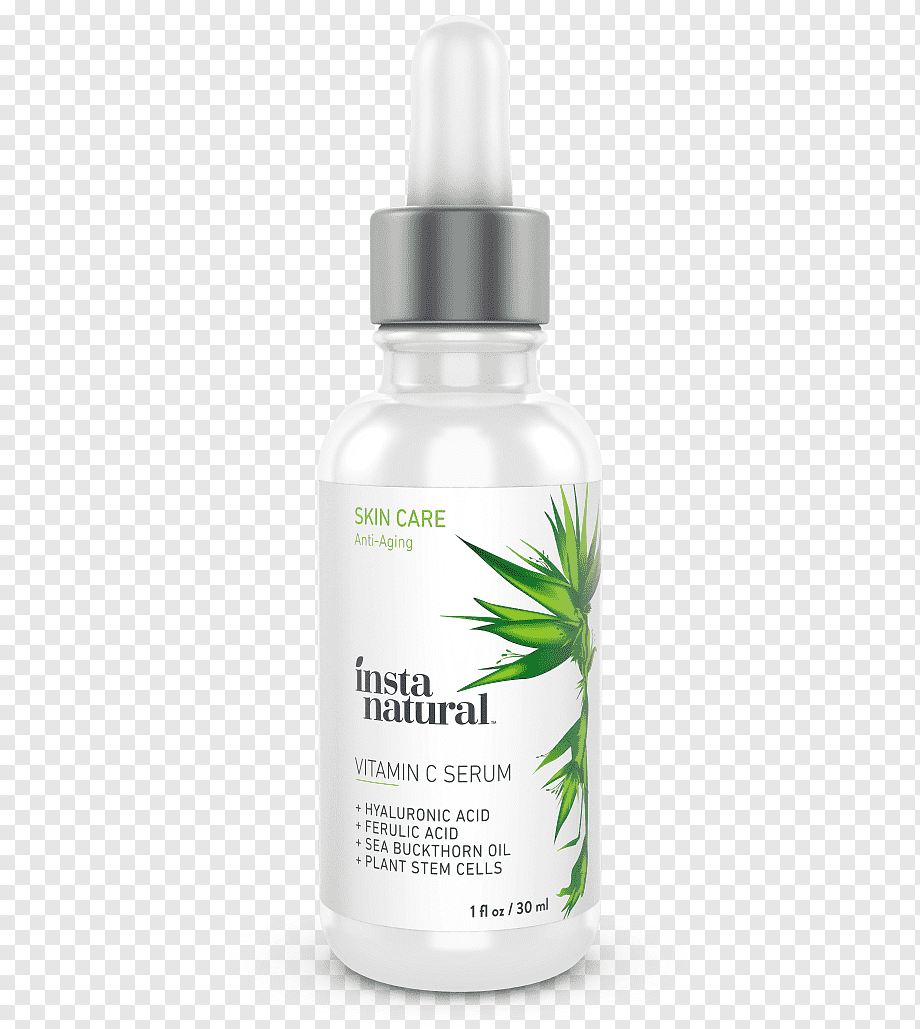 SKIN CARE
Anti-Aging
insta
natural™
VITAMIN C SERUM
+ HYALURONIC ACID
+ FERULIC ACID
+ SEA BUCKTHORN OIL
+ PLANT STEM CELLS
1 fl oz / 30 ml